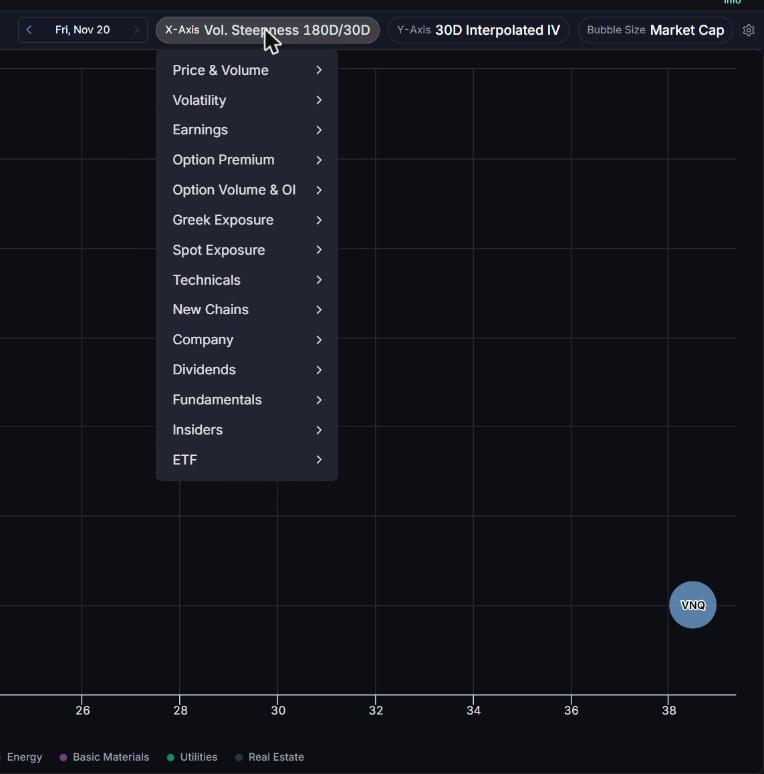 Info
Fri, Nov 20
X-Axis Vol. Steepness 180D/30D
Y-Axis 30D Interpolated IV
Bubble Size Market Cap
Price & Volume
Volatility
Earnings
Option Premium
Option Volume & OI
Greek Exposure
Spot Exposure
Technicals
New Chains
Company
Dividends
Fundamentals
Insiders
ETF
VNQ
26 28 30 32 34 36 38
Energy Basic Materials Utilities Real Estate